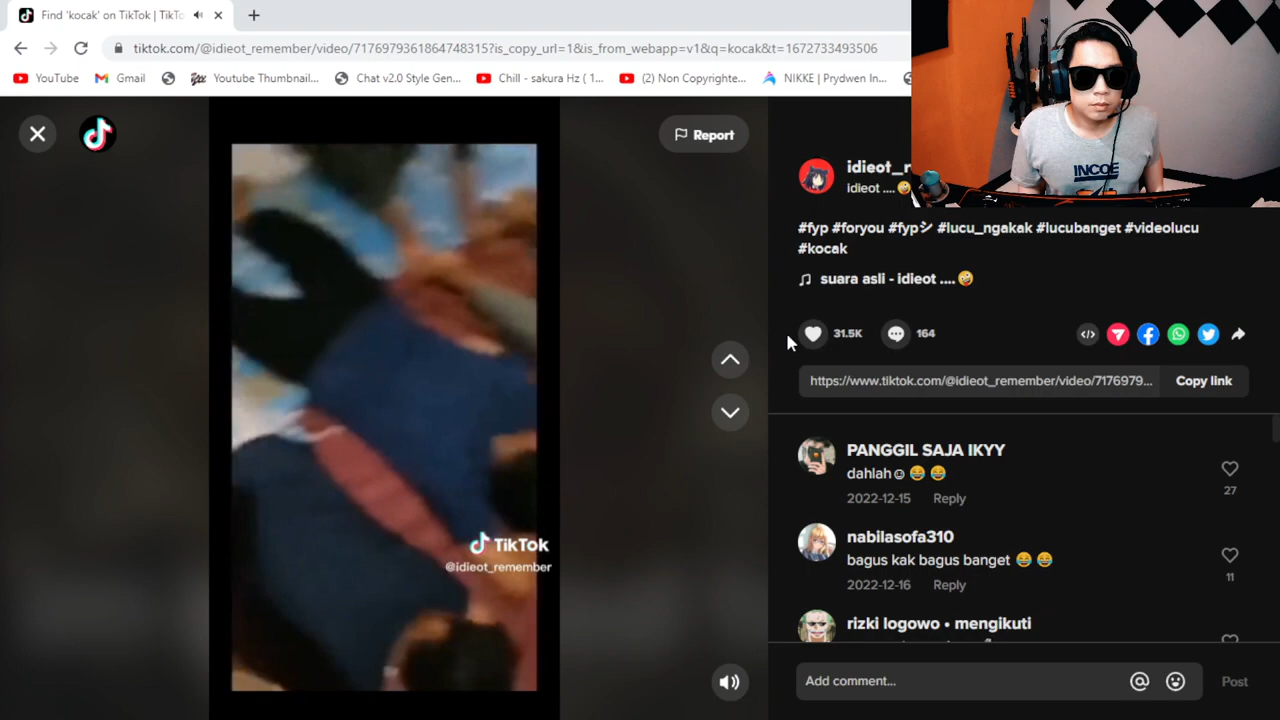 Find 'kocak' on TikTok | TikTo
tiktok.com/@idieot_remember/video/7176979361864748315?is_copy_url=1&is_from_webapp=v1&q=kocak&t=1672733493506
YouTube
Gmail
Youtube Thumbnail...
Chat v2.0 Style Gen...
Chill - sakura Hz ( 1...
(2) Non Copyrighte...
NIKKE | Prydwen In...
Report
idieot_r
idieot ....🤪
INCOE
#fyp #foryou #fypシ #lucu_ngakak #lucubanget #videolucu
#kocak
suara asli - idieot ....🤪
31.5K
164
https://www.tiktok.com/@idieot_remember/video/7176979...
Copy link
PANGGIL SAJA IKYY
dahlah☺😂 😂
27
2022-12-15
Reply
TikTok
@idieot_remember
nabilasofa310
bagus kak bagus banget 😂 😂
11
2022-12-16
Reply
rizki logowo • mengikuti
Add comment...
Post